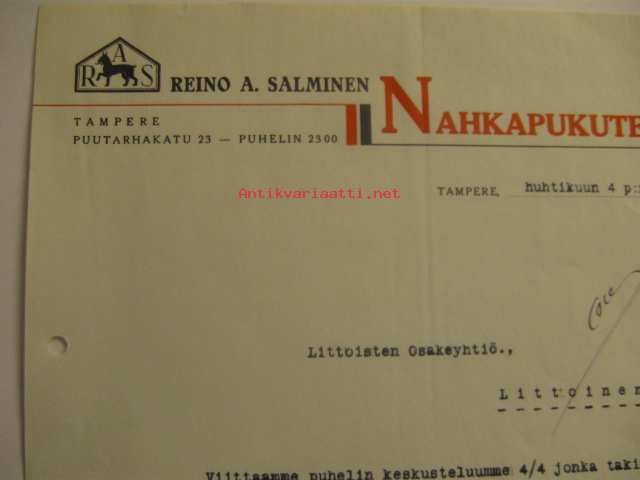 R A S
REINO A. SALMINEN
NAHKAPUKUTE
TAMPERE
PUUTARHAKATU 23 — PUHELIN 2300
Antikvariaatti.net
TAMPERE, huhtikuun 4 p:
Littoisten Osakeyhtiö.,
Littoinen
Viittaamme puhelin keskusteluumme 4/4 jonka taki